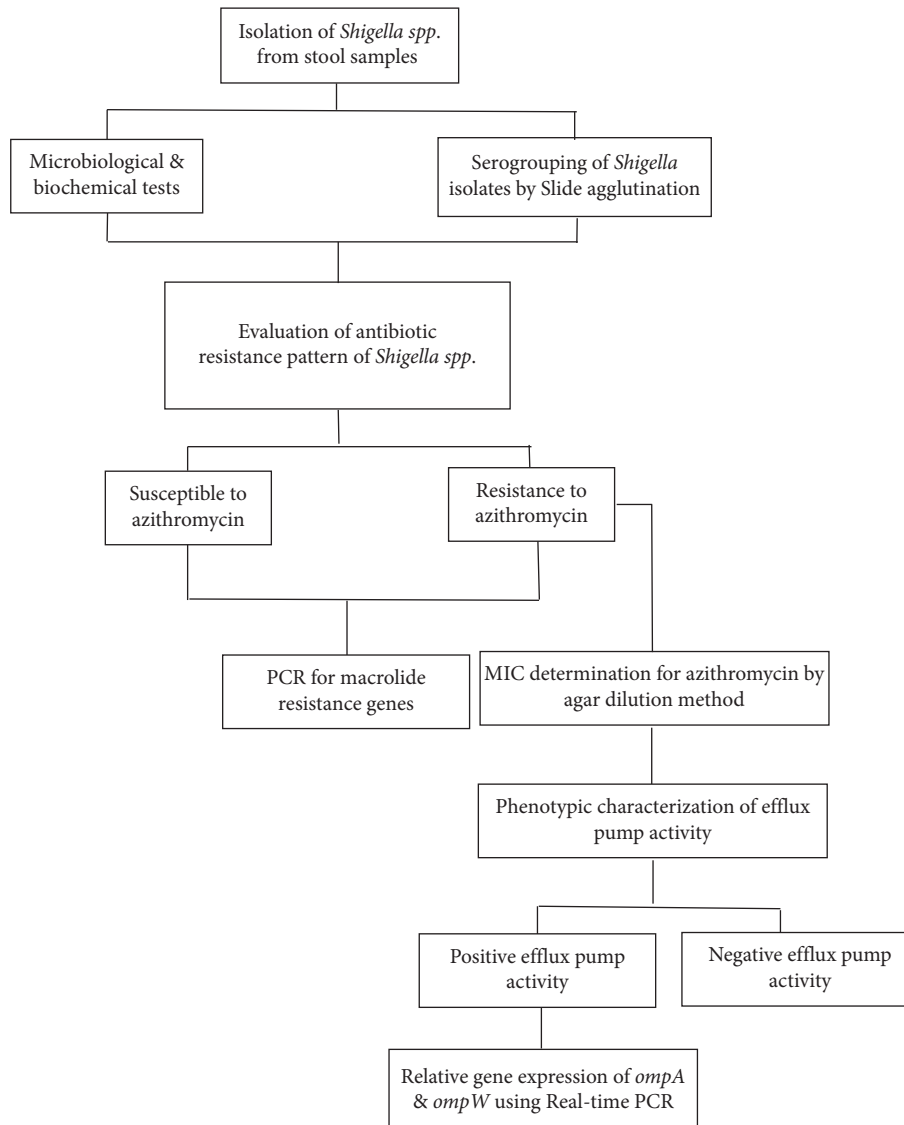 Isolation of Shigella spp.
from stool samples
Microbiological &
biochemical tests
Serogrouping of Shigella
isolates by Slide agglutination
Evaluation of antibiotic
resistance pattern of Shigella spp.
Susceptible to
azithromycin
Resistance to
azithromycin
PCR for macrolide
resistance genes
MIC determination for azithromycin by
agar dilution method
Phenotypic characterization of efflux
pump activity
Positive efflux pump
activity
Negative efflux pump
activity
Relative gene expression of ompA
& ompW using Real-time PCR